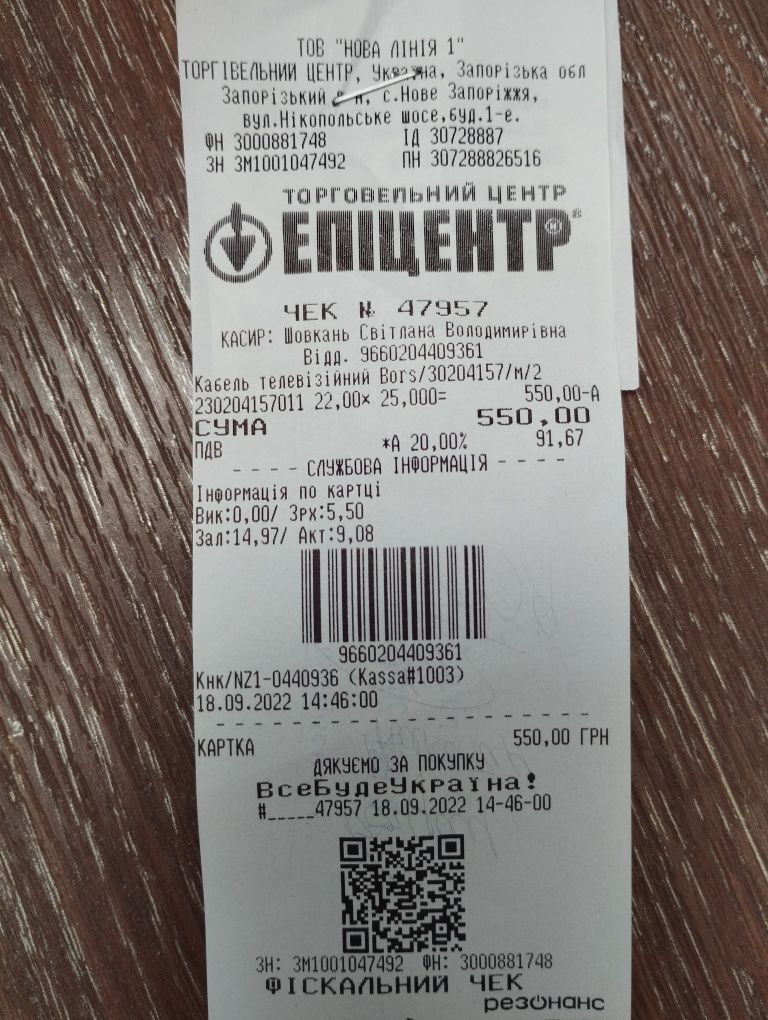 ТОВ "НОВА ЛІНІЯ 1"
ТОРГІВЕЛЬНИЙ ЦЕНТР, Україна, Запорізька обл
Запорізький р-н, с.Нове Запоріжжя,
вул.Нікопольське шосе,буд.1-е.
ФН 3000881748 ІД 30728887
ЗН ЗМ1001047492 ПН 307288826516
ТОРГОВЕЛЬНИЙ ЦЕНТР
ЕПІЦЕНТР®
ЧЕК № 47957
КАСИР: Шовкань Світлана Володимирівна
Відд. 9660204409361
Кабель телевізійний Bors/30204157/м/2
230204157011 22,00× 25,000= 550,00-А
СУМА 550,00
ПДВ *А 20,00% 91,67
- - - - СЛУЖБОВА ІНФОРМАЦІЯ - - - -
Інформація по картці
Вик:0,00/ Зрх:5,50
Зал:14,97/ Акт:9,08
9660204409361
Кнк/NZ1-0440936 (Kassa#1003)
18.09.2022 14:46:00
КАРТКА 550,00 ГРН
ДЯКУЄМО ЗА ПОКУПКУ
ВсеБудеУкраїна!
#_____47957 18.09.2022 14-46-00
ЗН: ЗМ1001047492 ФН: 3000881748
ФІСКАЛЬНИЙ ЧЕК
резонанс